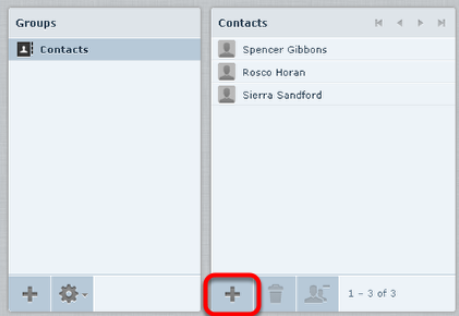 Groups
Contacts
Contacts
Spencer Gibbons
Rosco Horan
Sierra Sandford
1 – 3 of 3